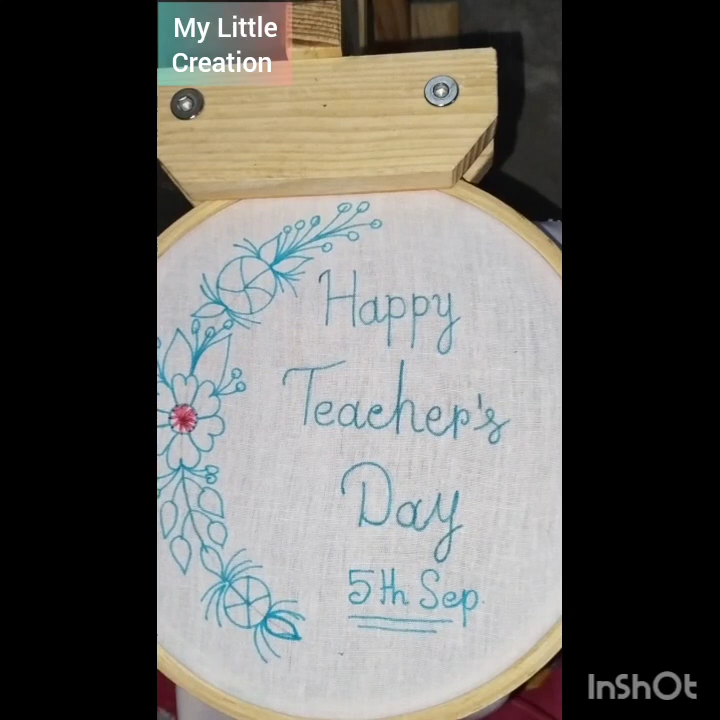 My Little
Creation
Happy
Teacher's
Day
5th Sep.
InShOt